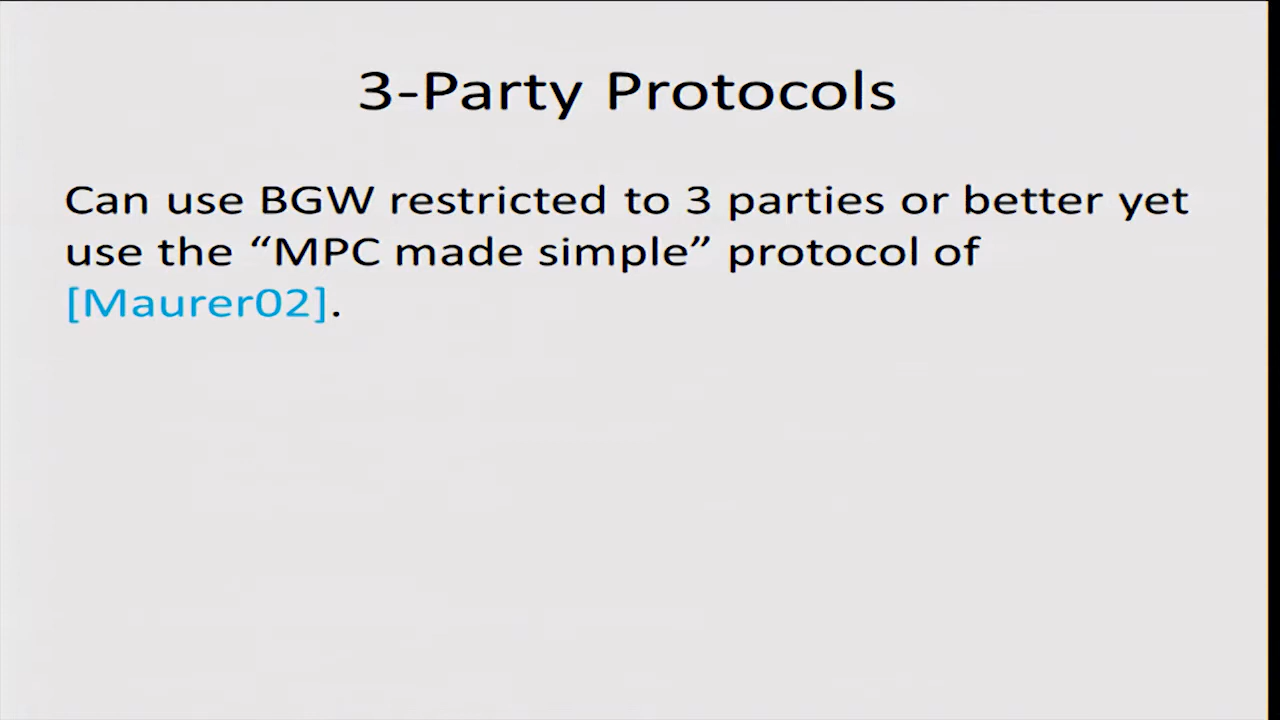 3-Party Protocols
Can use BGW restricted to 3 parties or better yet
use the “MPC made simple” protocol of
[Maurer02].